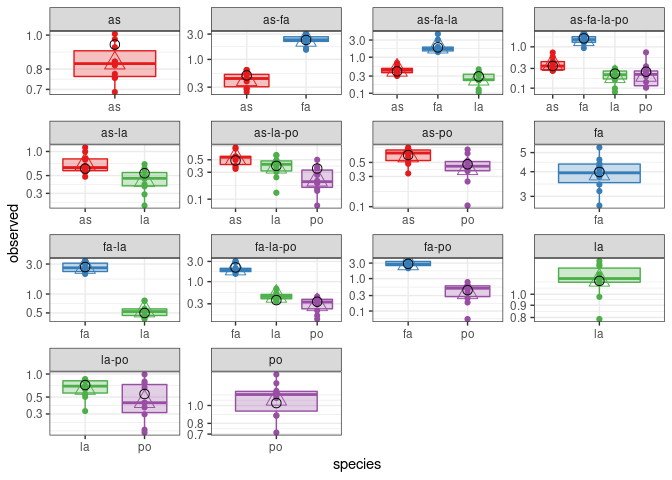 as
as-fa
as-fa-la
as-fa-la-po
1.0
0.8
0.7
3.0
1.0
0.3
3.0
1.0
0.3
0.1
1.0
0.3
0.1
as
as
fa
as
fa
la
as
fa
la
po
as-la
as-la-po
as-po
fa
1.0
0.5
0.3
0.5
0.1
0.5
0.1
5
4
3
as
la
as
la
po
as
po
fa
fa-la
fa-la-po
fa-po
la
3.0
1.0
0.5
3.0
1.0
0.3
3.0
1.0
0.3
0.1
1.0
0.9
0.8
fa
la
fa
la
po
fa
po
la
la-po
po
1.0
0.5
0.3
1.0
0.8
0.7
la
po
po
observed
species